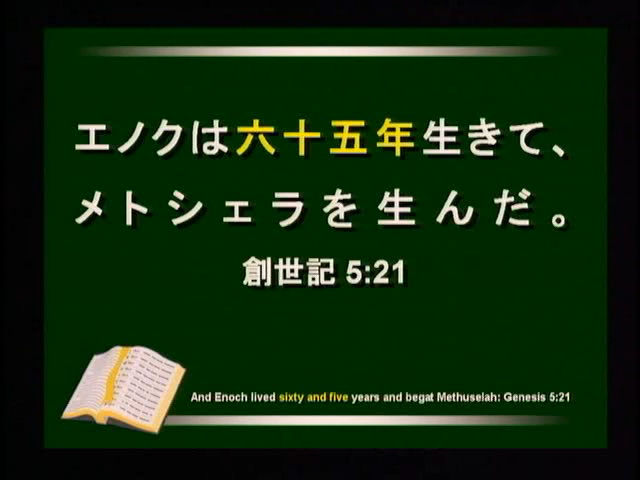 エノクは六十五年生きて、
メトシェラを生んだ。
創世記 5:21
And Enoch lived sixty and five years and begat Methuselah: Genesis 5:21